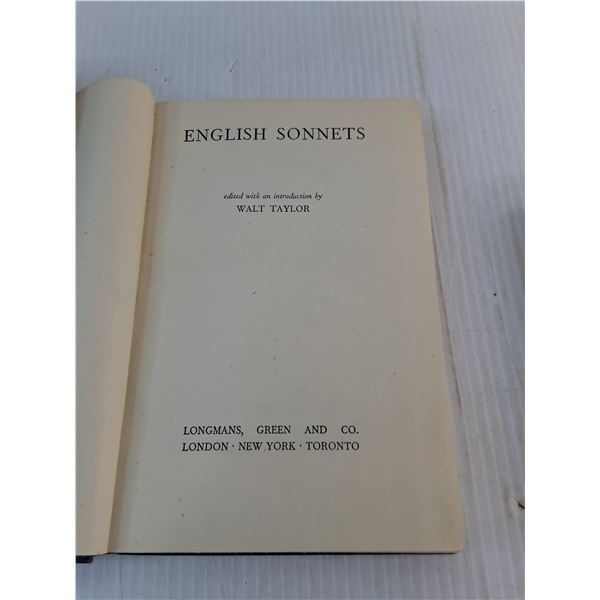 ENGLISH SONNETS
edited with an introduction by
WALT TAYLOR
LONGMANS, GREEN AND CO.
LONDON · NEW YORK · TORONTO